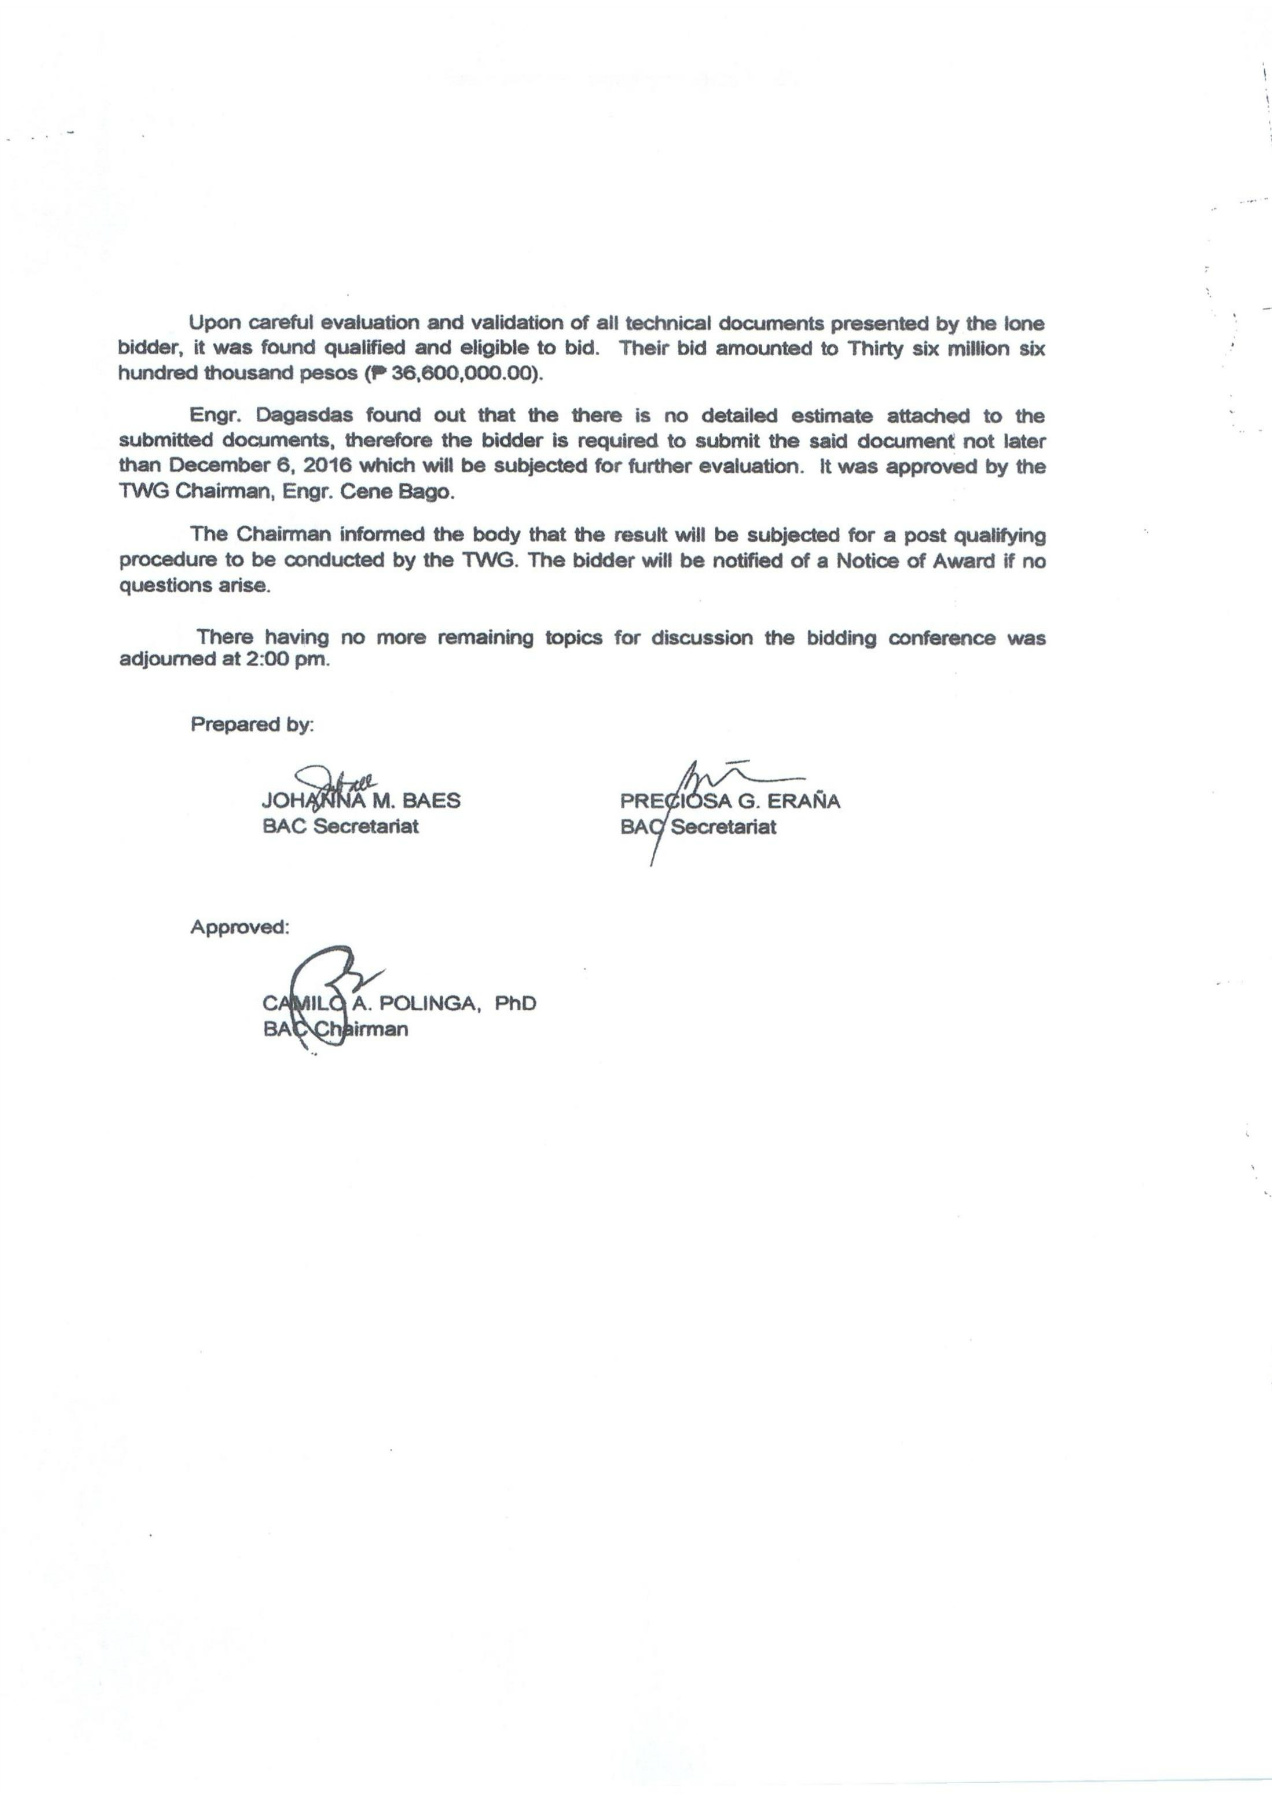 Upon careful evaluation and validation of all technical documents presented by the lone
bidder, it was found qualified and eligible to bid. Their bid amounted to Thirty six million six
hundred thousand pesos (₱ 36,600,000.00).
Engr. Dagasdas found out that the there is no detailed estimate attached to the
submitted documents, therefore the bidder is required to submit the said document not later
than December 6, 2016 which will be subjected for further evaluation. It was approved by the
TWG Chairman, Engr. Cene Bago.
The Chairman informed the body that the result will be subjected for a post qualifying
procedure to be conducted by the TWG. The bidder will be notified of a Notice of Award if no
questions arise.
There having no more remaining topics for discussion the bidding conference was
adjourned at 2:00 pm.
Prepared by:
JOHANNA M. BAES
BAC Secretariat
PRECIOSA G. ERAÑA
BAC Secretariat
Approved:
CAMILO A. POLINGA, PhD
BAC Chairman